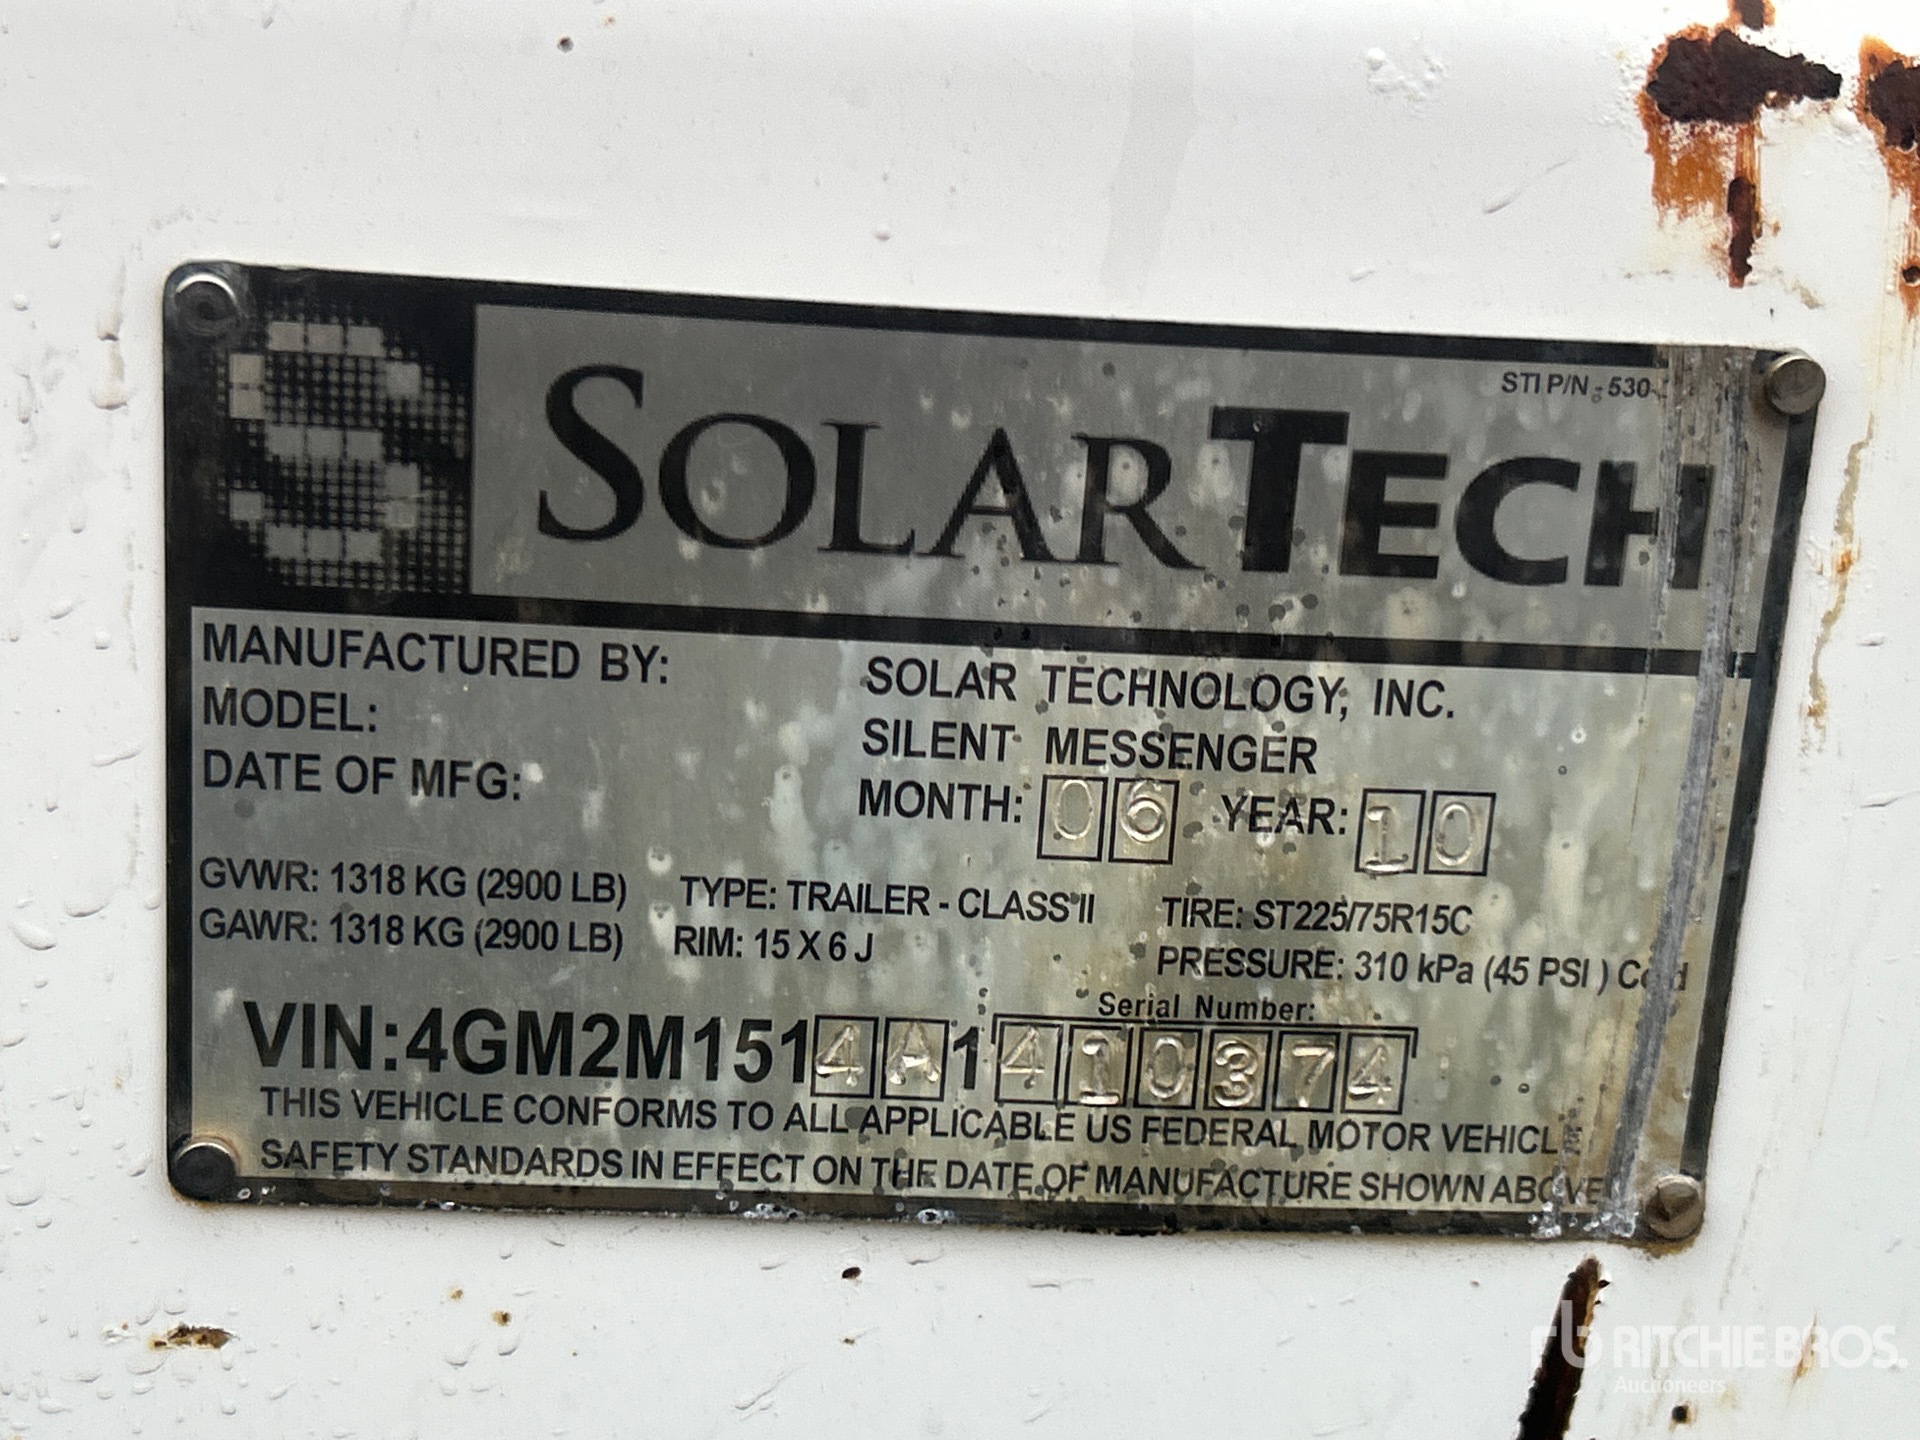 STI P/N : 530-
SOLARTECH
MANUFACTURED BY: SOLAR TECHNOLOGY, INC.
MODEL: SILENT MESSENGER
DATE OF MFG: MONTH: 06 YEAR: 10
GVWR: 1318 KG (2900 LB) TYPE: TRAILER - CLASS II TIRE: ST225/75R15C
GAWR: 1318 KG (2900 LB) RIM: 15 X 6 J PRESSURE: 310 kPa (45 PSI ) Cold
Serial Number:
VIN:4GM2M1514A1410374
THIS VEHICLE CONFORMS TO ALL APPLICABLE US FEDERAL MOTOR VEHICLE
SAFETY STANDARDS IN EFFECT ON THE DATE OF MANUFACTURE SHOWN ABOVE
rb RITCHIE BROS.
Auctioneers